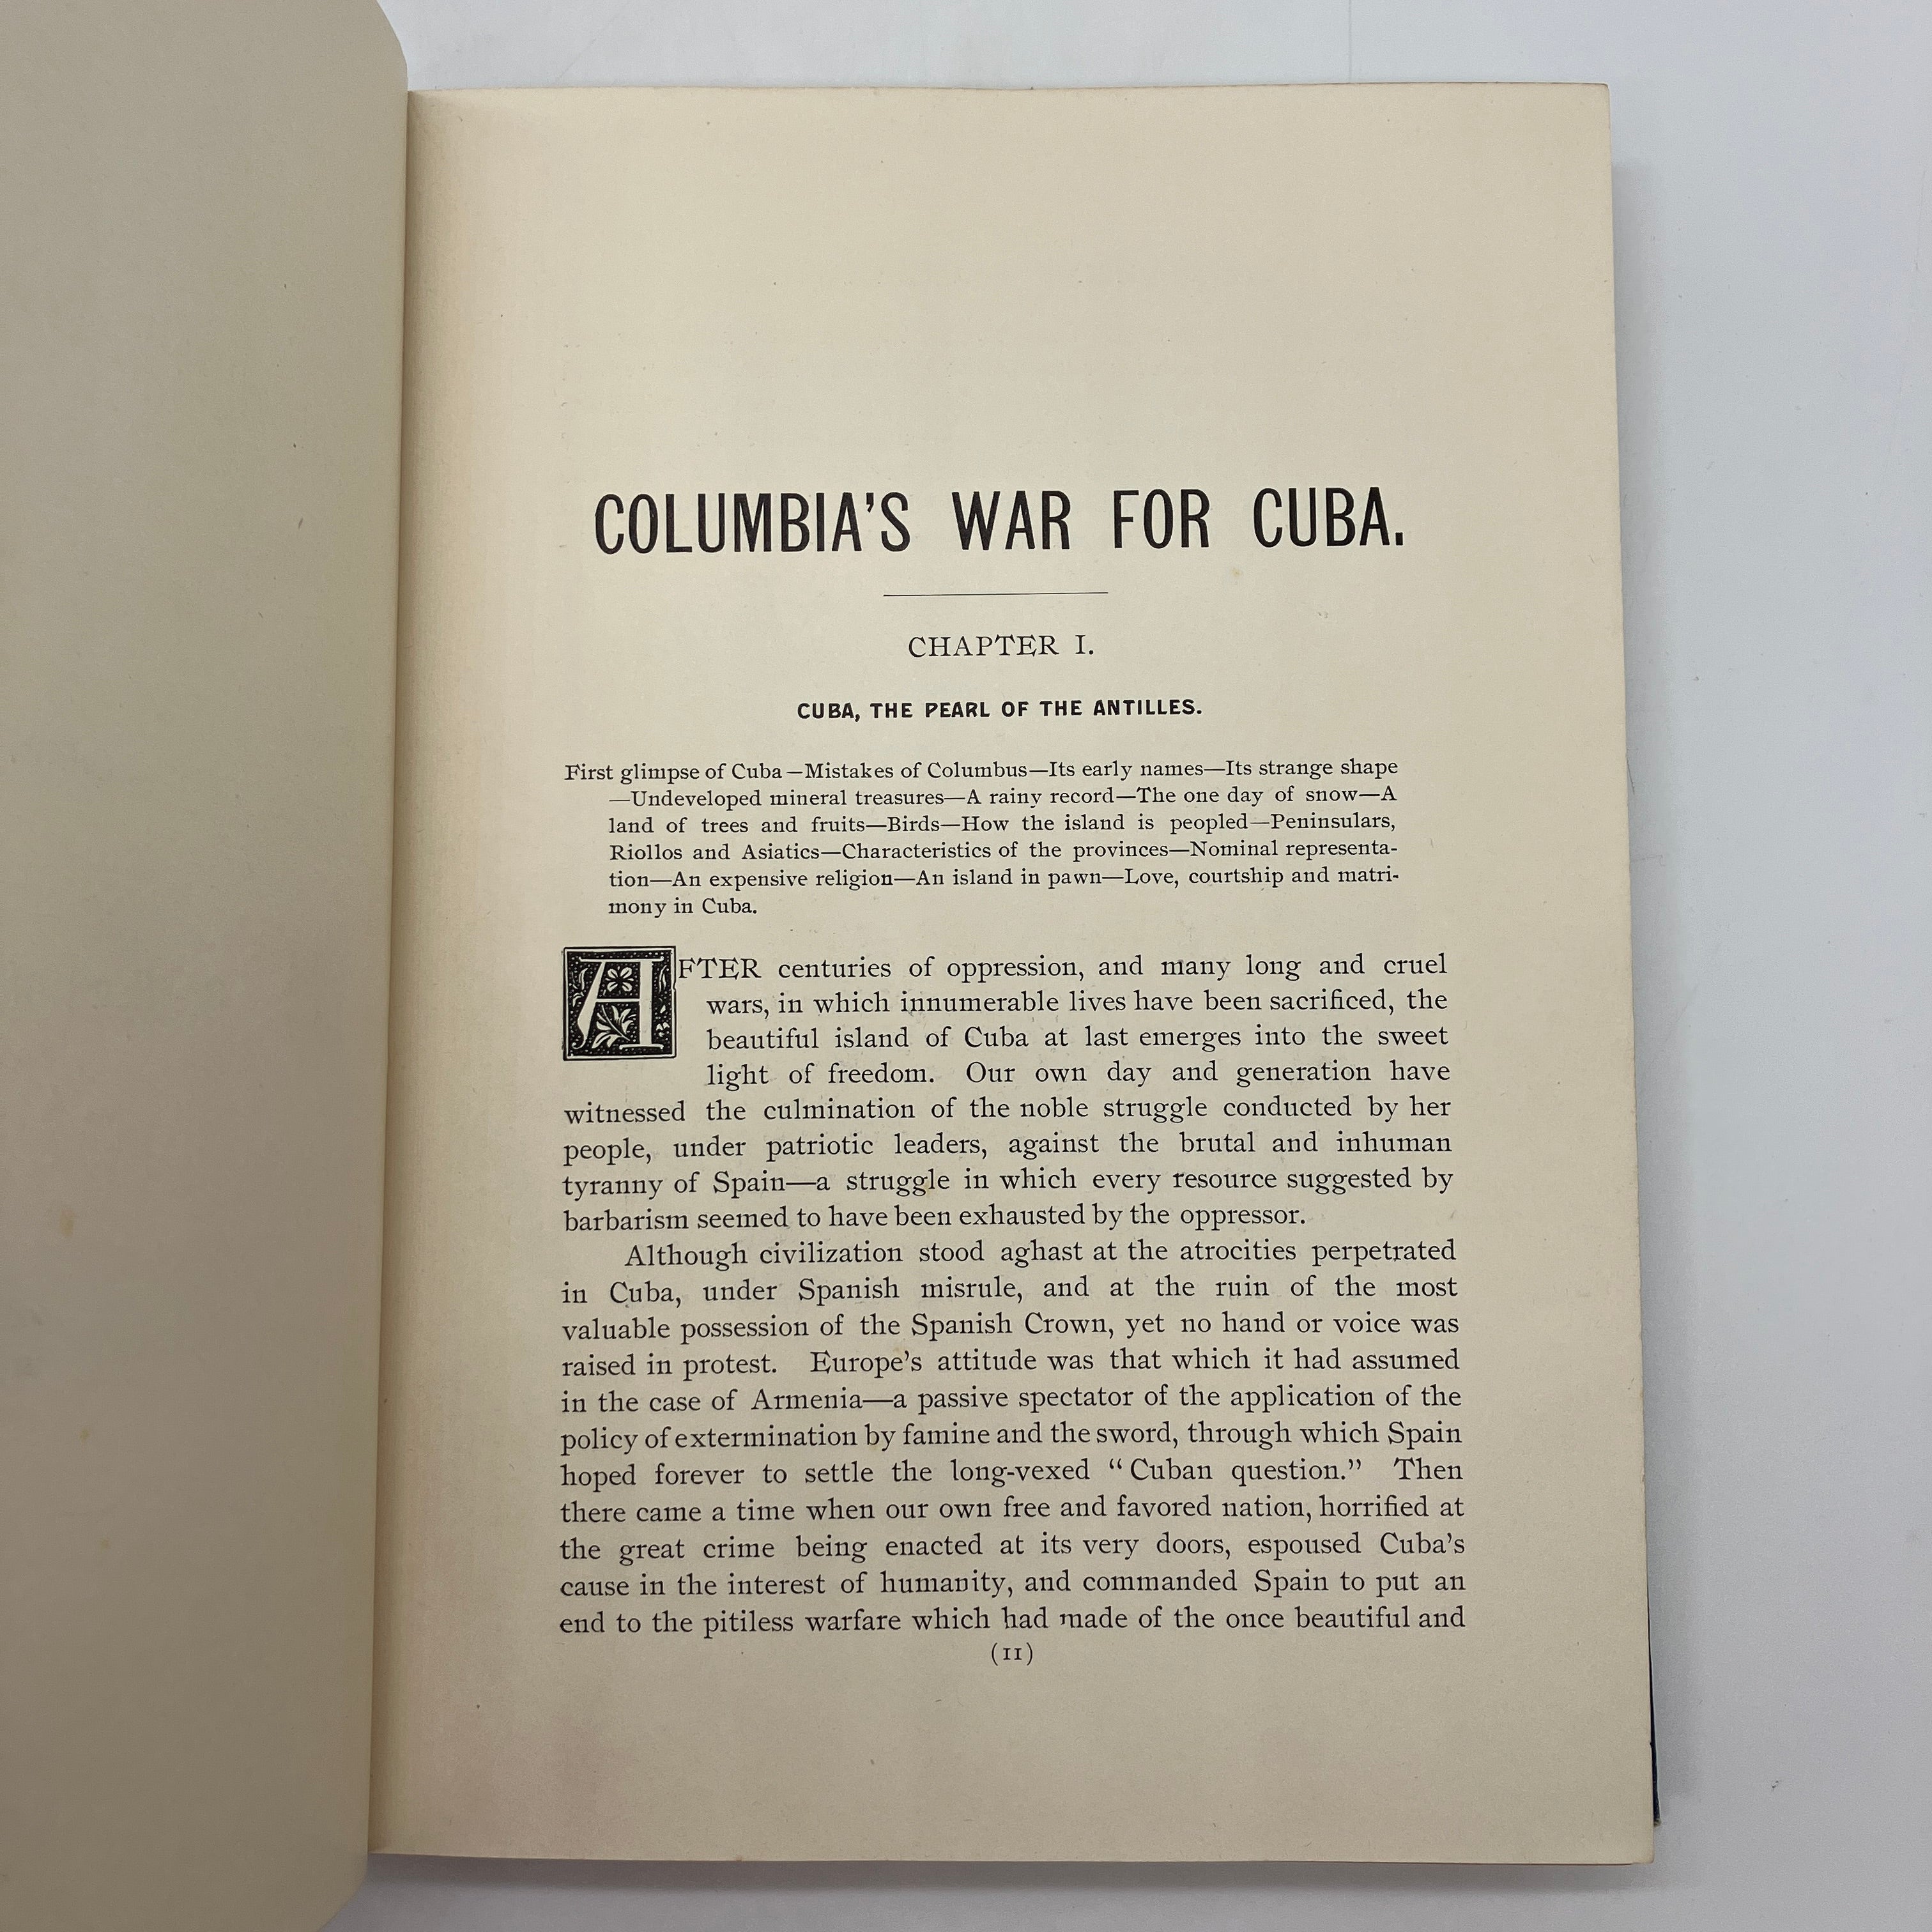 COLUMBIA'S WAR FOR CUBA.
CHAPTER I.
CUBA, THE PEARL OF THE ANTILLES.
First glimpse of Cuba—Mistakes of Columbus—Its early names—Its strange shape
—Undeveloped mineral treasures—A rainy record—The one day of snow—A
land of trees and fruits—Birds—How the island is peopled—Peninsulars,
Riollos and Asiatics—Characteristics of the provinces—Nominal representa-
tion—An expensive religion—An island in pawn—Love, courtship and matri-
mony in Cuba.
AFTER centuries of oppression, and many long and cruel
wars, in which innumerable lives have been sacrificed, the
beautiful island of Cuba at last emerges into the sweet
light of freedom. Our own day and generation have
witnessed the culmination of the noble struggle conducted by her
people, under patriotic leaders, against the brutal and inhuman
tyranny of Spain—a struggle in which every resource suggested by
barbarism seemed to have been exhausted by the oppressor.
Although civilization stood aghast at the atrocities perpetrated
in Cuba, under Spanish misrule, and at the ruin of the most
valuable possession of the Spanish Crown, yet no hand or voice was
raised in protest. Europe's attitude was that which it had assumed
in the case of Armenia—a passive spectator of the application of the
policy of extermination by famine and the sword, through which Spain
hoped forever to settle the long-vexed “Cuban question.” Then
there came a time when our own free and favored nation, horrified at
the great crime being enacted at its very doors, espoused Cuba's
cause in the interest of humanity, and commanded Spain to put an
end to the pitiless warfare which had made of the once beautiful and
(11)